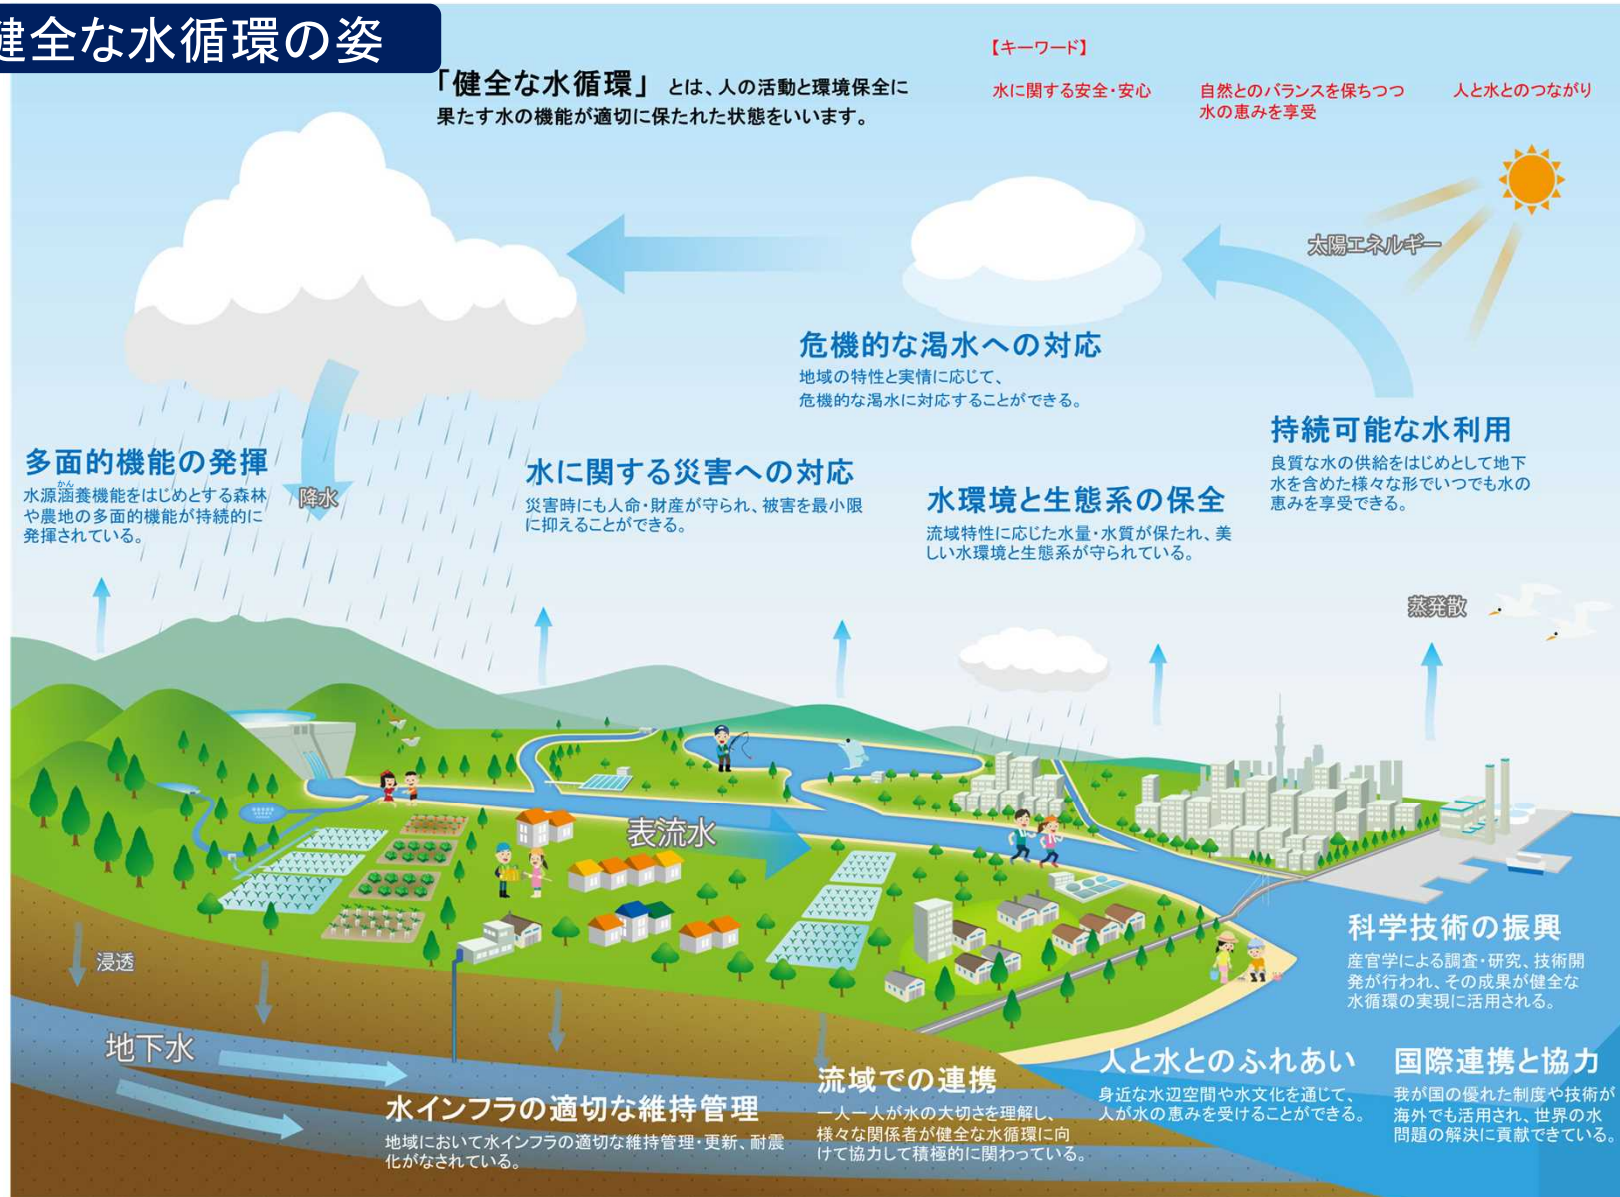 健全な水循環の姿
「健全な水循環」 とは、人の活動と環境保全に
果たす水の機能が適切に保たれた状態をいいます。
【キーワード】
水に関する安全・安心
自然とのバランスを保ちつつ
水の恵みを享受
人と水とのつながり
太陽エネルギー
危機的な渇水への対応
地域の特性と実情に応じて、
危機的な渇水に対応することができる。
持続可能な水利用
良質な水の供給をはじめとして地下
水を含めた様々な形でいつでも水の
恵みを享受できる。
多面的機能の発揮
かん
水源涵養機能をはじめとする森林
や農地の多面的機能が持続的に
発揮されている。
降水
水に関する災害への対応
災害時にも人命・財産が守られ、被害を最小限
に抑えることができる。
水環境と生態系の保全
流域特性に応じた水量・水質が保たれ、美
しい水環境と生態系が守られている。
蒸発散
表流水
浸透
地下水
科学技術の振興
産官学による調査・研究、技術開
発が行われ、その成果が健全な
水循環の実現に活用される。
水インフラの適切な維持管理
地域において水インフラの適切な維持管理・更新、耐震
化がなされている。
流域での連携
一人一人が水の大切さを理解し、
様々な関係者が健全な水循環に向
けて協力して積極的に関わっている。
人と水とのふれあい
身近な水辺空間や水文化を通じて、
人が水の恵みを受けることができる。
国際連携と協力
我が国の優れた制度や技術が
海外でも活用され、世界の水
問題の解決に貢献できている。